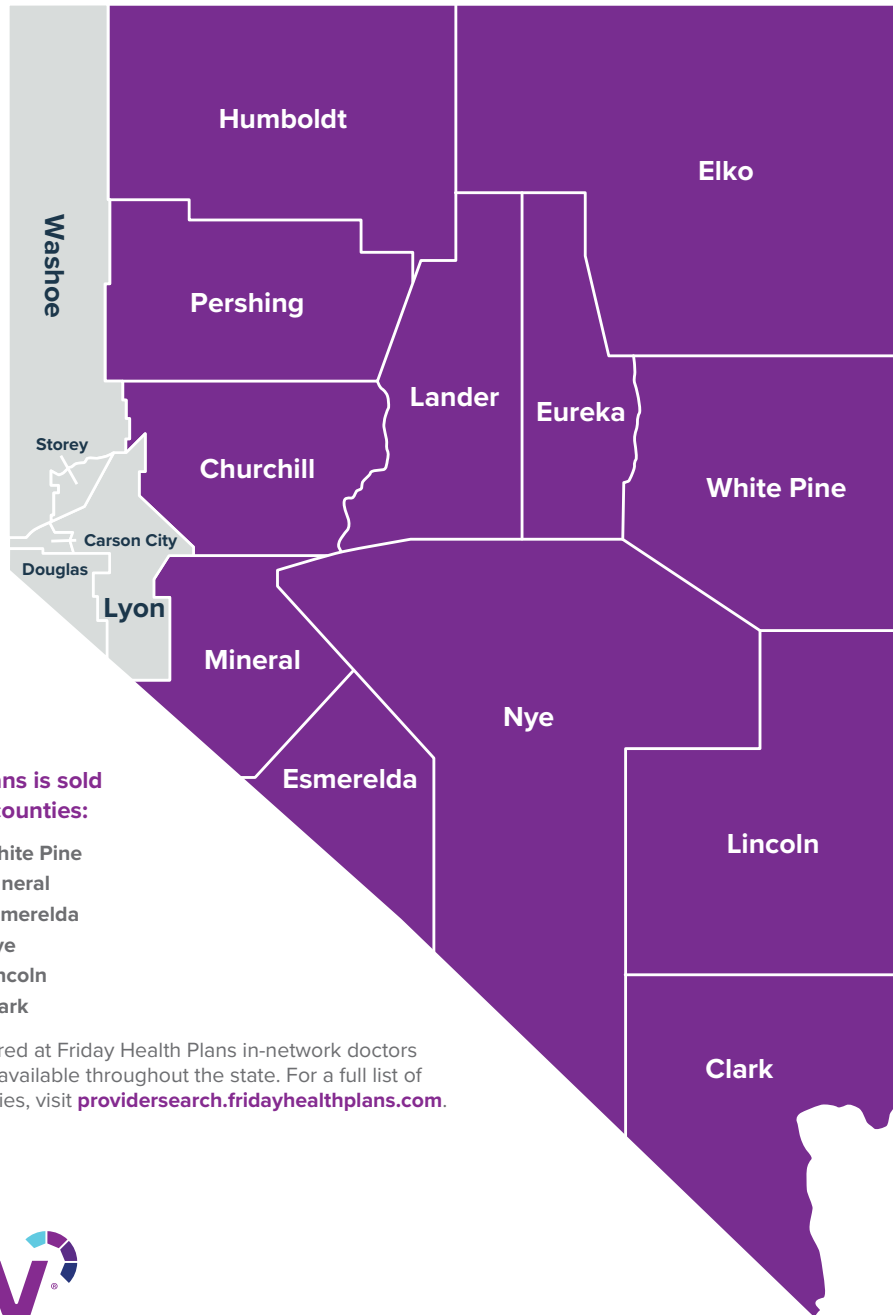 Humboldt
Elko
Washoe
Pershing
Lander
Eureka
Storey
Churchill
White Pine
Carson City
Douglas
Lyon
Mineral
Nye
ns is sold
Esmerelda
counties:
Lincoln
hite Pine
neral
merelda
ye
ncoln
ark
red at Friday Health Plans in-network doctors
available throughout the state. For a full list of
Clark
ies, visit providersearch.fridayhealthplans.com.
y®